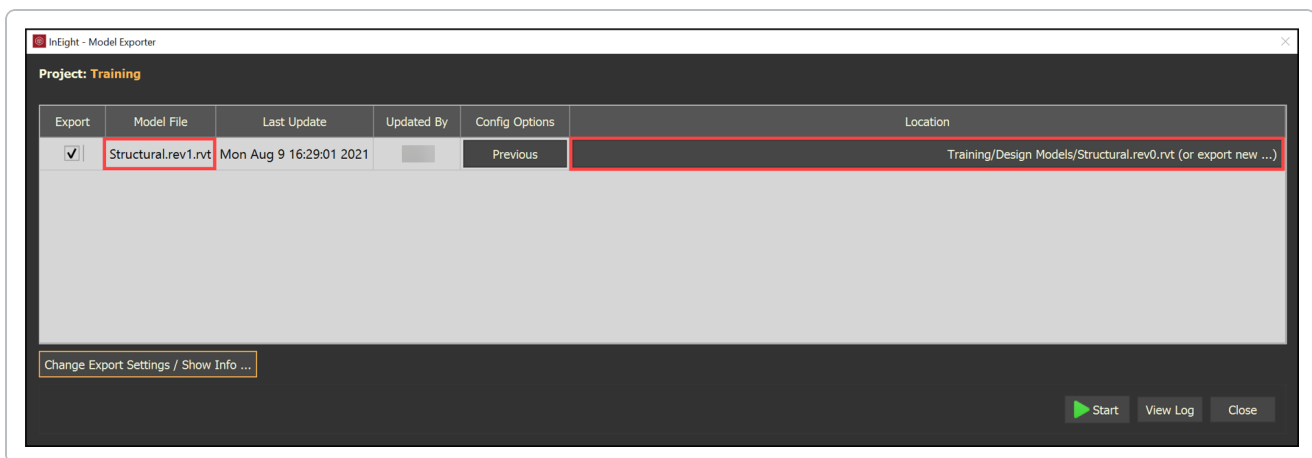 InEight - Model Exporter
Project: Training
Export Model File Last Update Updated By Config Options Location
Structural.rev1.rvt Mon Aug 9 16:29:01 2021 Previous Training/Design Models/Structural.rev0.rvt (or export new ...)
Change Export Settings / Show Info ...
Start View Log Close